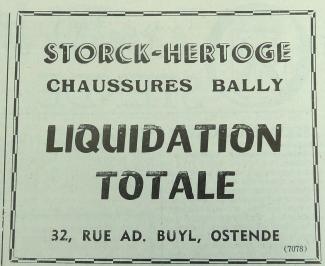 STORCK-HERTOGE
CHAUSSURES BALLY
LIQUIDATION
TOTALE
32, RUE AD. BUYL, OSTENDE
(7078)